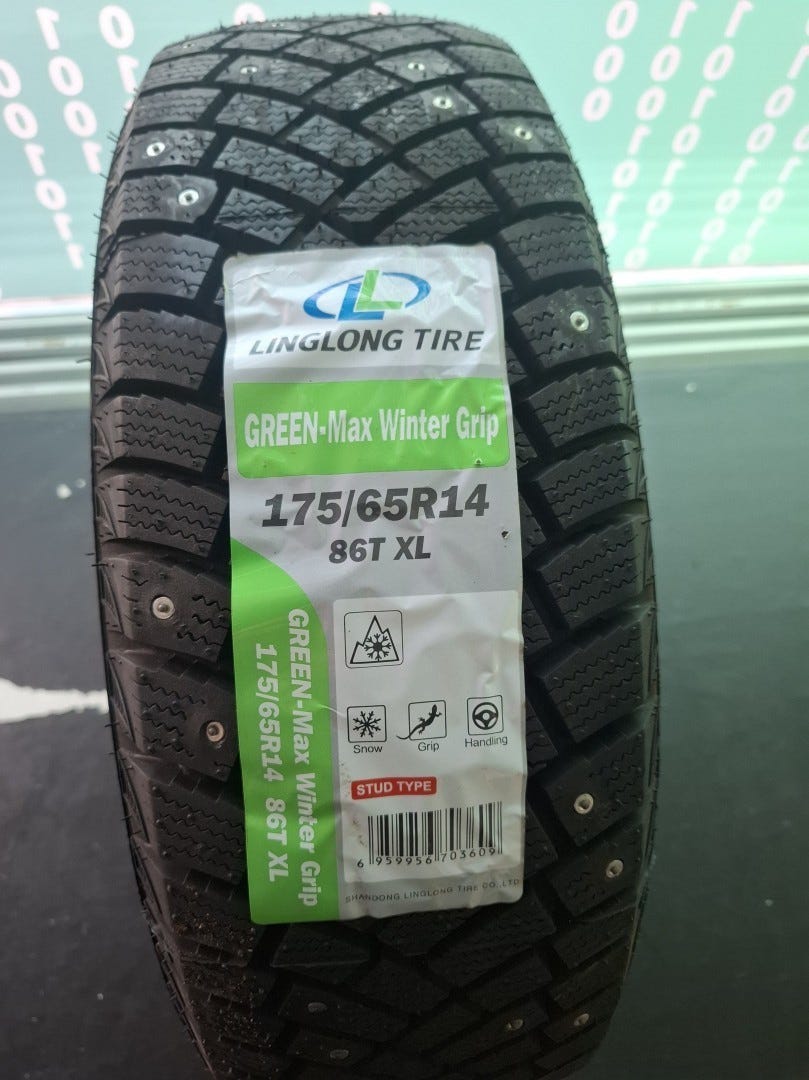 LINGLONG TIRE
GREEN-Max Winter Grip
175/65R14
86T XL
GREEN-Max Winter Grip
175/65R14 86T XL
Snow
Grip
Handling
STUD TYPE
6 959956 703609
SHANDONG LINGLONG TIRE CO.,LTD